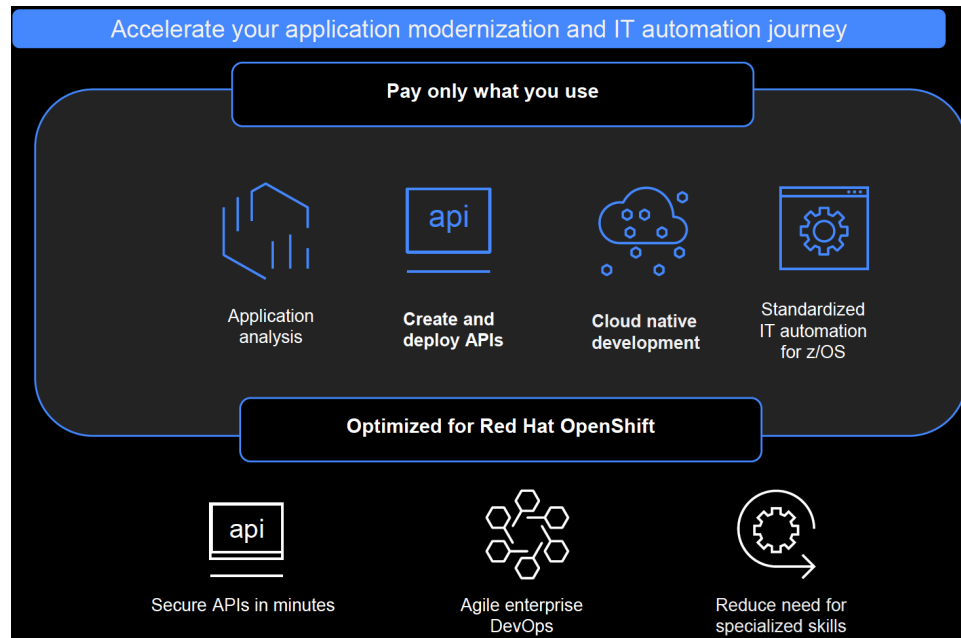 Accelerate your application modernization and IT automation journey
Pay only what you use
api
Application
analysis
Create and
deploy APIs
Cloud native
development
Standardized
IT automation
for z/OS
Optimized for Red Hat OpenShift
api
Secure APIs in minutes
Agile enterprise
DevOps
Reduce need for
specialized skills